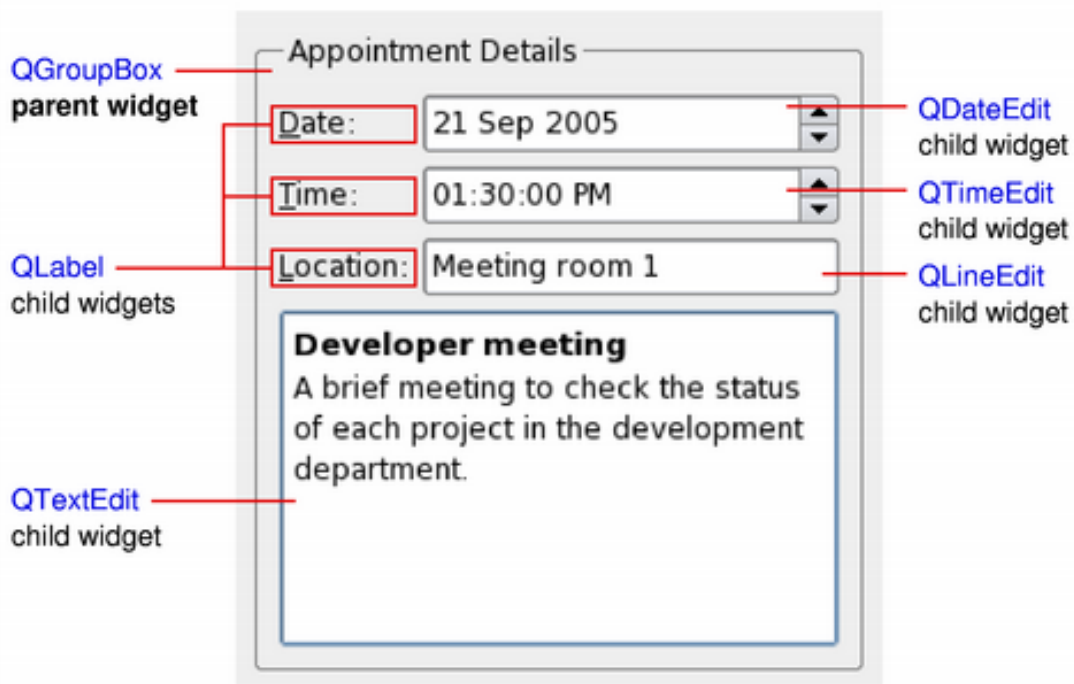 Appointment Details
QGroupBox
parent widget
Date:
21 Sep 2005
QDateEdit
child widget
Time:
01:30:00 PM
QTimeEdit
child widget
QLabel
child widgets
Location:
Meeting room 1
QLineEdit
child widget
Developer meeting
A brief meeting to check the status
of each project in the development
department.
QTextEdit
child widget